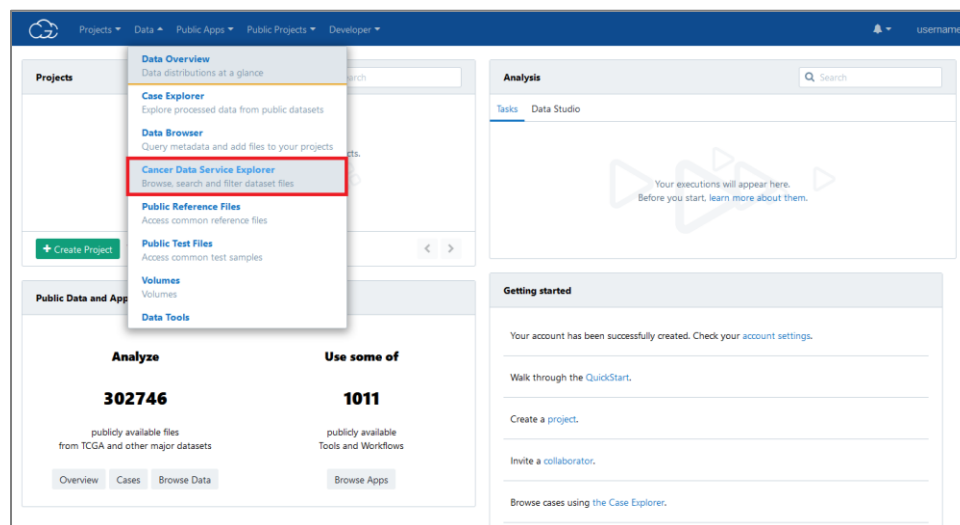 Projects Data Public Apps Public Projects Developer username
Projects
Data Overview
Data distributions at a glance
Case Explorer
Explore processed data from public datasets
Data Browser
Query metadata and add files to your projects
Cancer Data Service Explorer
Browse, search and filter dataset files
Public Reference Files
Access common reference files
Public Test Files
Access common test samples
Volumes
Volumes
Data Tools
Create Project
Analysis
Search
Tasks Data Studio
Your executions will appear here.
Before you start, learn more about them.
Public Data and App
Analyze
302746
publicly available files
from TCGA and other major datasets
Overview Cases Browse Data
Use some of
1011
publicly available
Tools and Workflows
Browse Apps
Getting started
Your account has been successfully created. Check your account settings.
Walk through the QuickStart.
Create a project.
Invite a collaborator.
Browse cases using the Case Explorer.